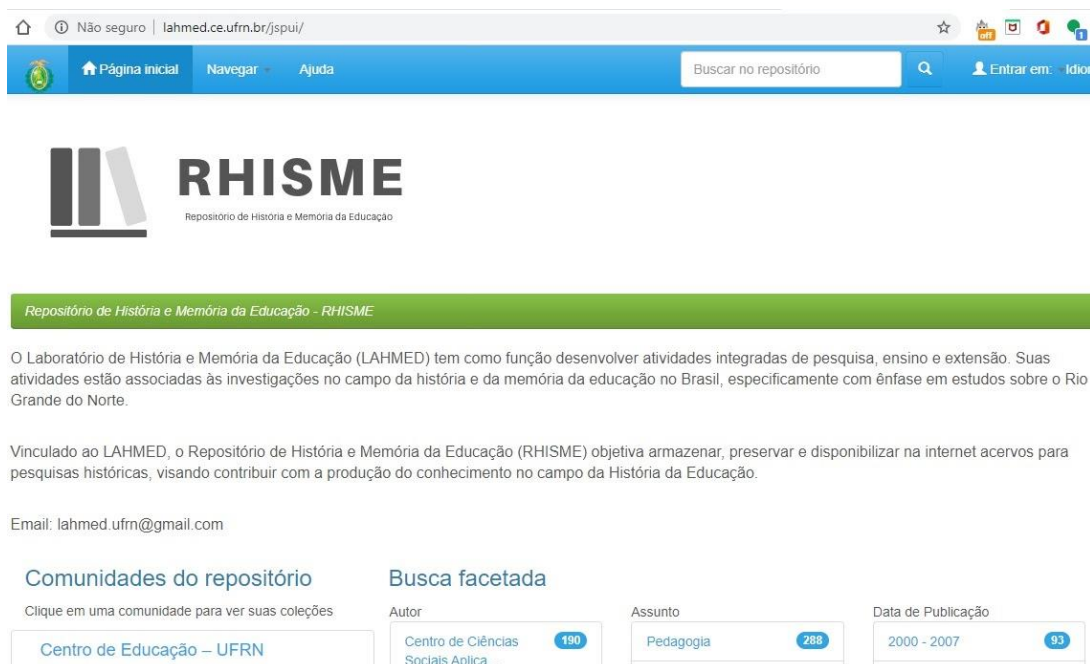 Não seguro | lahmed.ce.ufrn.br/jspui/
off
1
Página inicial Navegar Ajuda Buscar no repositório Entrar em: Idio
RHISME
Repositório de História e Memória da Educação
Repositório de História e Memória da Educação - RHISME
O Laboratório de História e Memória da Educação (LAHMED) tem como função desenvolver atividades integradas de pesquisa, ensino e extensão. Suas
atividades estão associadas às investigações no campo da história e da memória da educação no Brasil, especificamente com ênfase em estudos sobre o Rio
Grande do Norte.
Vinculado ao LAHMED, o Repositório de História e Memória da Educação (RHISME) objetiva armazenar, preservar e disponibilizar na internet acervos para
pesquisas históricas, visando contribuir com a produção do conhecimento no campo da História da Educação.
Email: lahmed.ufrn@gmail.com
Comunidades do repositório Busca facetada
Clique em uma comunidade para ver suas coleções Autor Assunto Data de Publicação
Centro de Educação – UFRN Centro de Ciências 190 Pedagogia 288 2000 - 2007 93
Sociais Aplica